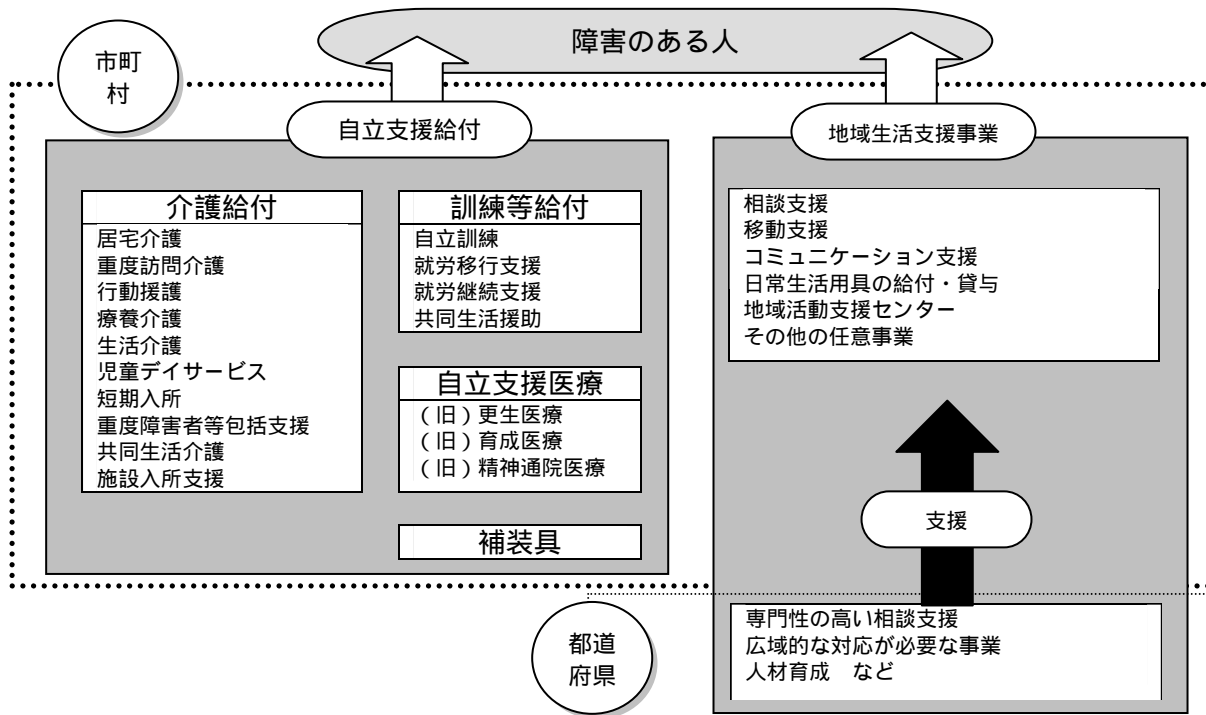 障害のある人
市町
村
自立支援給付
地域生活支援事業
介護給付
居宅介護
重度訪問介護
行動援護
療養介護
生活介護
児童デイサービス
短期入所
重度障害者等包括支援
共同生活介護
施設入所支援
訓練等給付
自立訓練
就労移行支援
就労継続支援
共同生活援助
自立支援医療
(旧)更生医療
(旧)育成医療
(旧)精神通院医療
補装具
相談支援
移動支援
コミュニケーション支援
日常生活用具の給付・貸与
地域活動支援センター
その他の任意事業
支援
都道
府県
専門性の高い相談支援
広域的な対応が必要な事業
人材育成 など